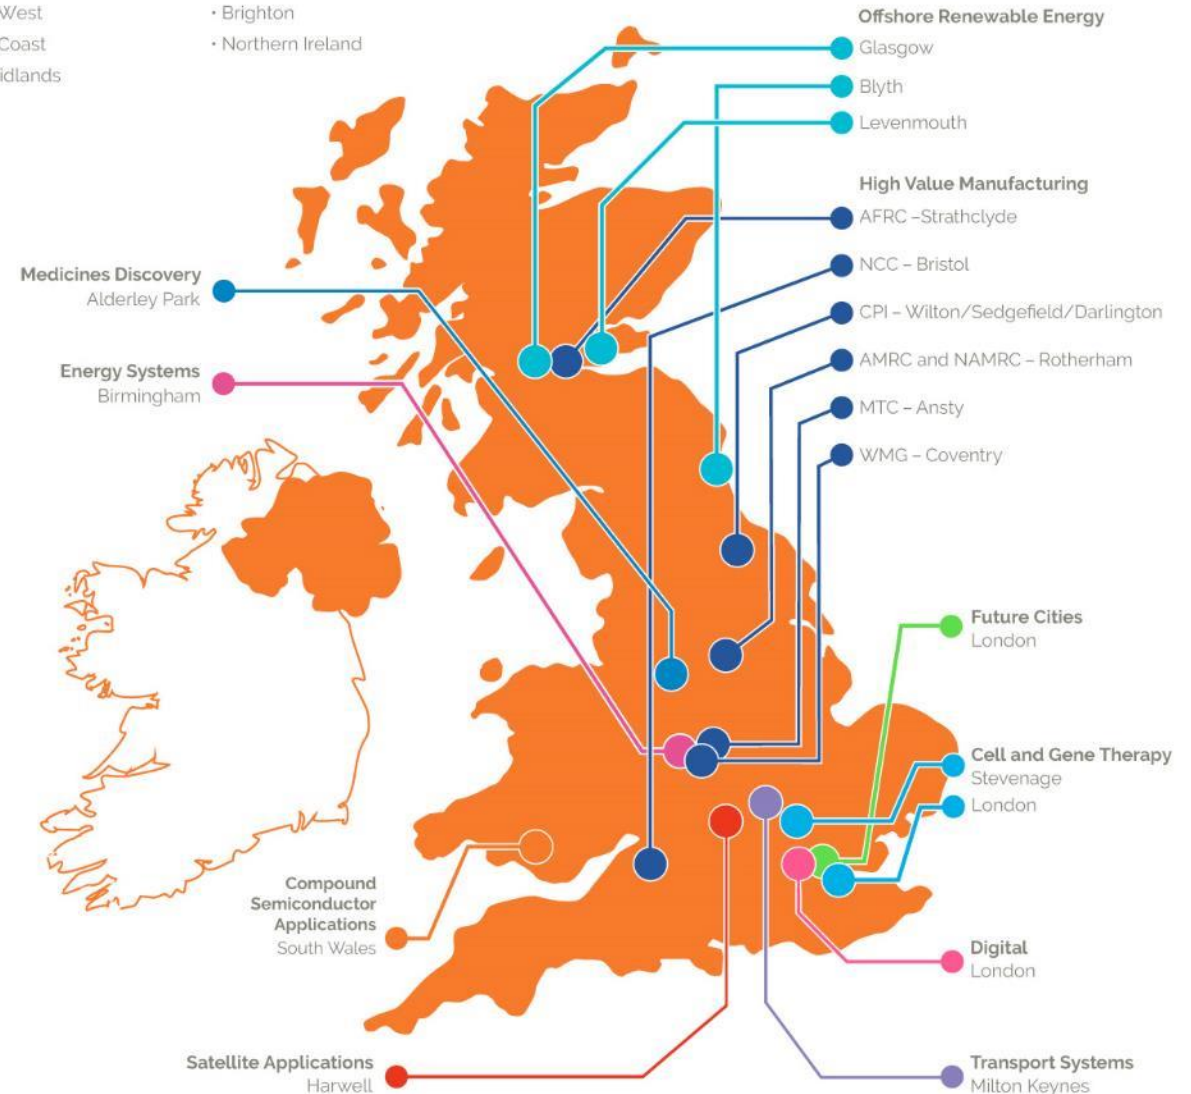 West
Coast
idlands
• Brighton
• Northern Ireland
Offshore Renewable Energy
Glasgow
Blyth
Levenmouth
High Value Manufacturing
AFRC –Strathclyde
NCC – Bristol
CPI – Wilton/Sedgefield/Darlington
AMRC and NAMRC – Rotherham
MTC – Ansty
WMG – Coventry
Medicines Discovery
Alderley Park
Energy Systems
Birmingham
Future Cities
London
Cell and Gene Therapy
Stevenage
London
Compound
Semiconductor
Applications
South Wales
Digital
London
Satellite Applications
Harwell
Transport Systems
Milton Keynes